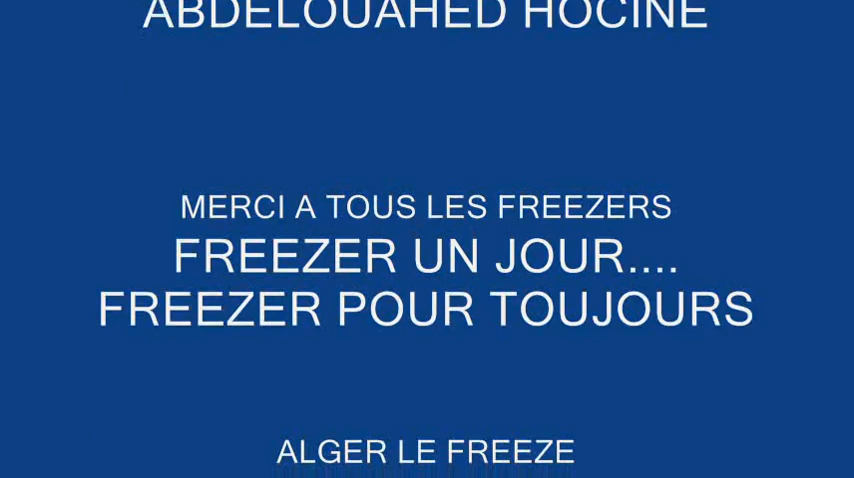 ABDELOUAHED HOCINE
MERCI A TOUS LES FREEZERS
FREEZER UN JOUR....
FREEZER POUR TOUJOURS
ALGER LE FREEZE